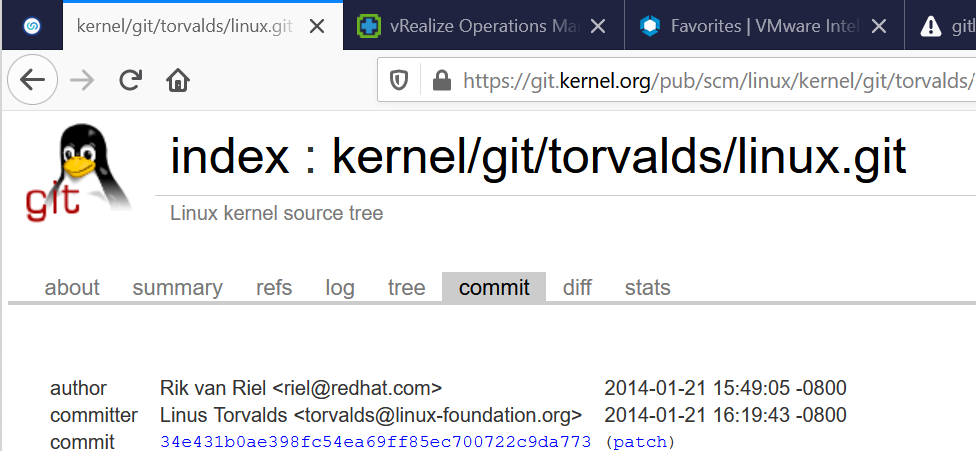 kernel/git/torvalds/linux.git
vRealize Operations Ma
Favorites | VMware Intel
https://git.kernel.org/pub/scm/linux/kernel/git/torvalds/
git
index : kernel/git/torvalds/linux.git
Linux kernel source tree
about summary refs log tree commit diff stats
author Rik van Riel <riel@redhat.com> 2014-01-21 15:49:05 -0800
committer Linus Torvalds <torvalds@linux-foundation.org> 2014-01-21 16:19:43 -0800
commit 34e431b0ae398fc54ea69ff85ec700722c9da773 (patch)